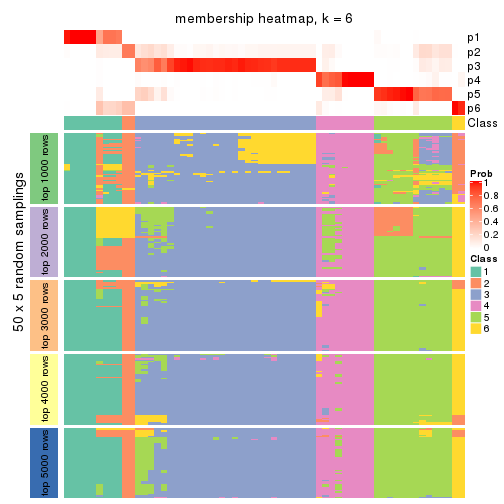 membership heatmap, k = 6
p1
p2
p3
p4
p5
p6
Class
50 x 5 random samplings
top 1000 rows
top 2000 rows
top 3000 rows
top 4000 rows
top 5000 rows
Prob
1
0.8
0.6
0.4
0.2
0
Class
1
2
3
4
5
6